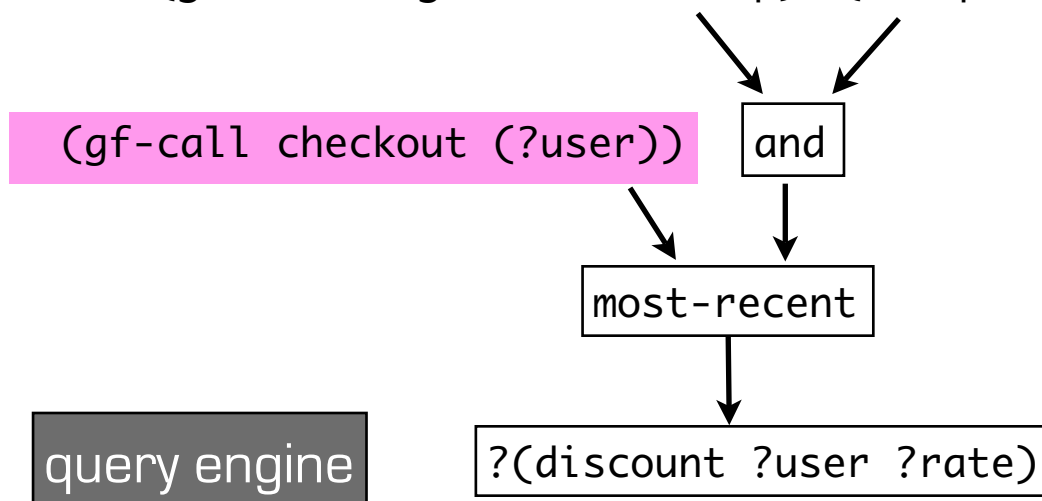 (gf-call checkout (?user))
and
most-recent
query engine
?(discount ?user ?rate)